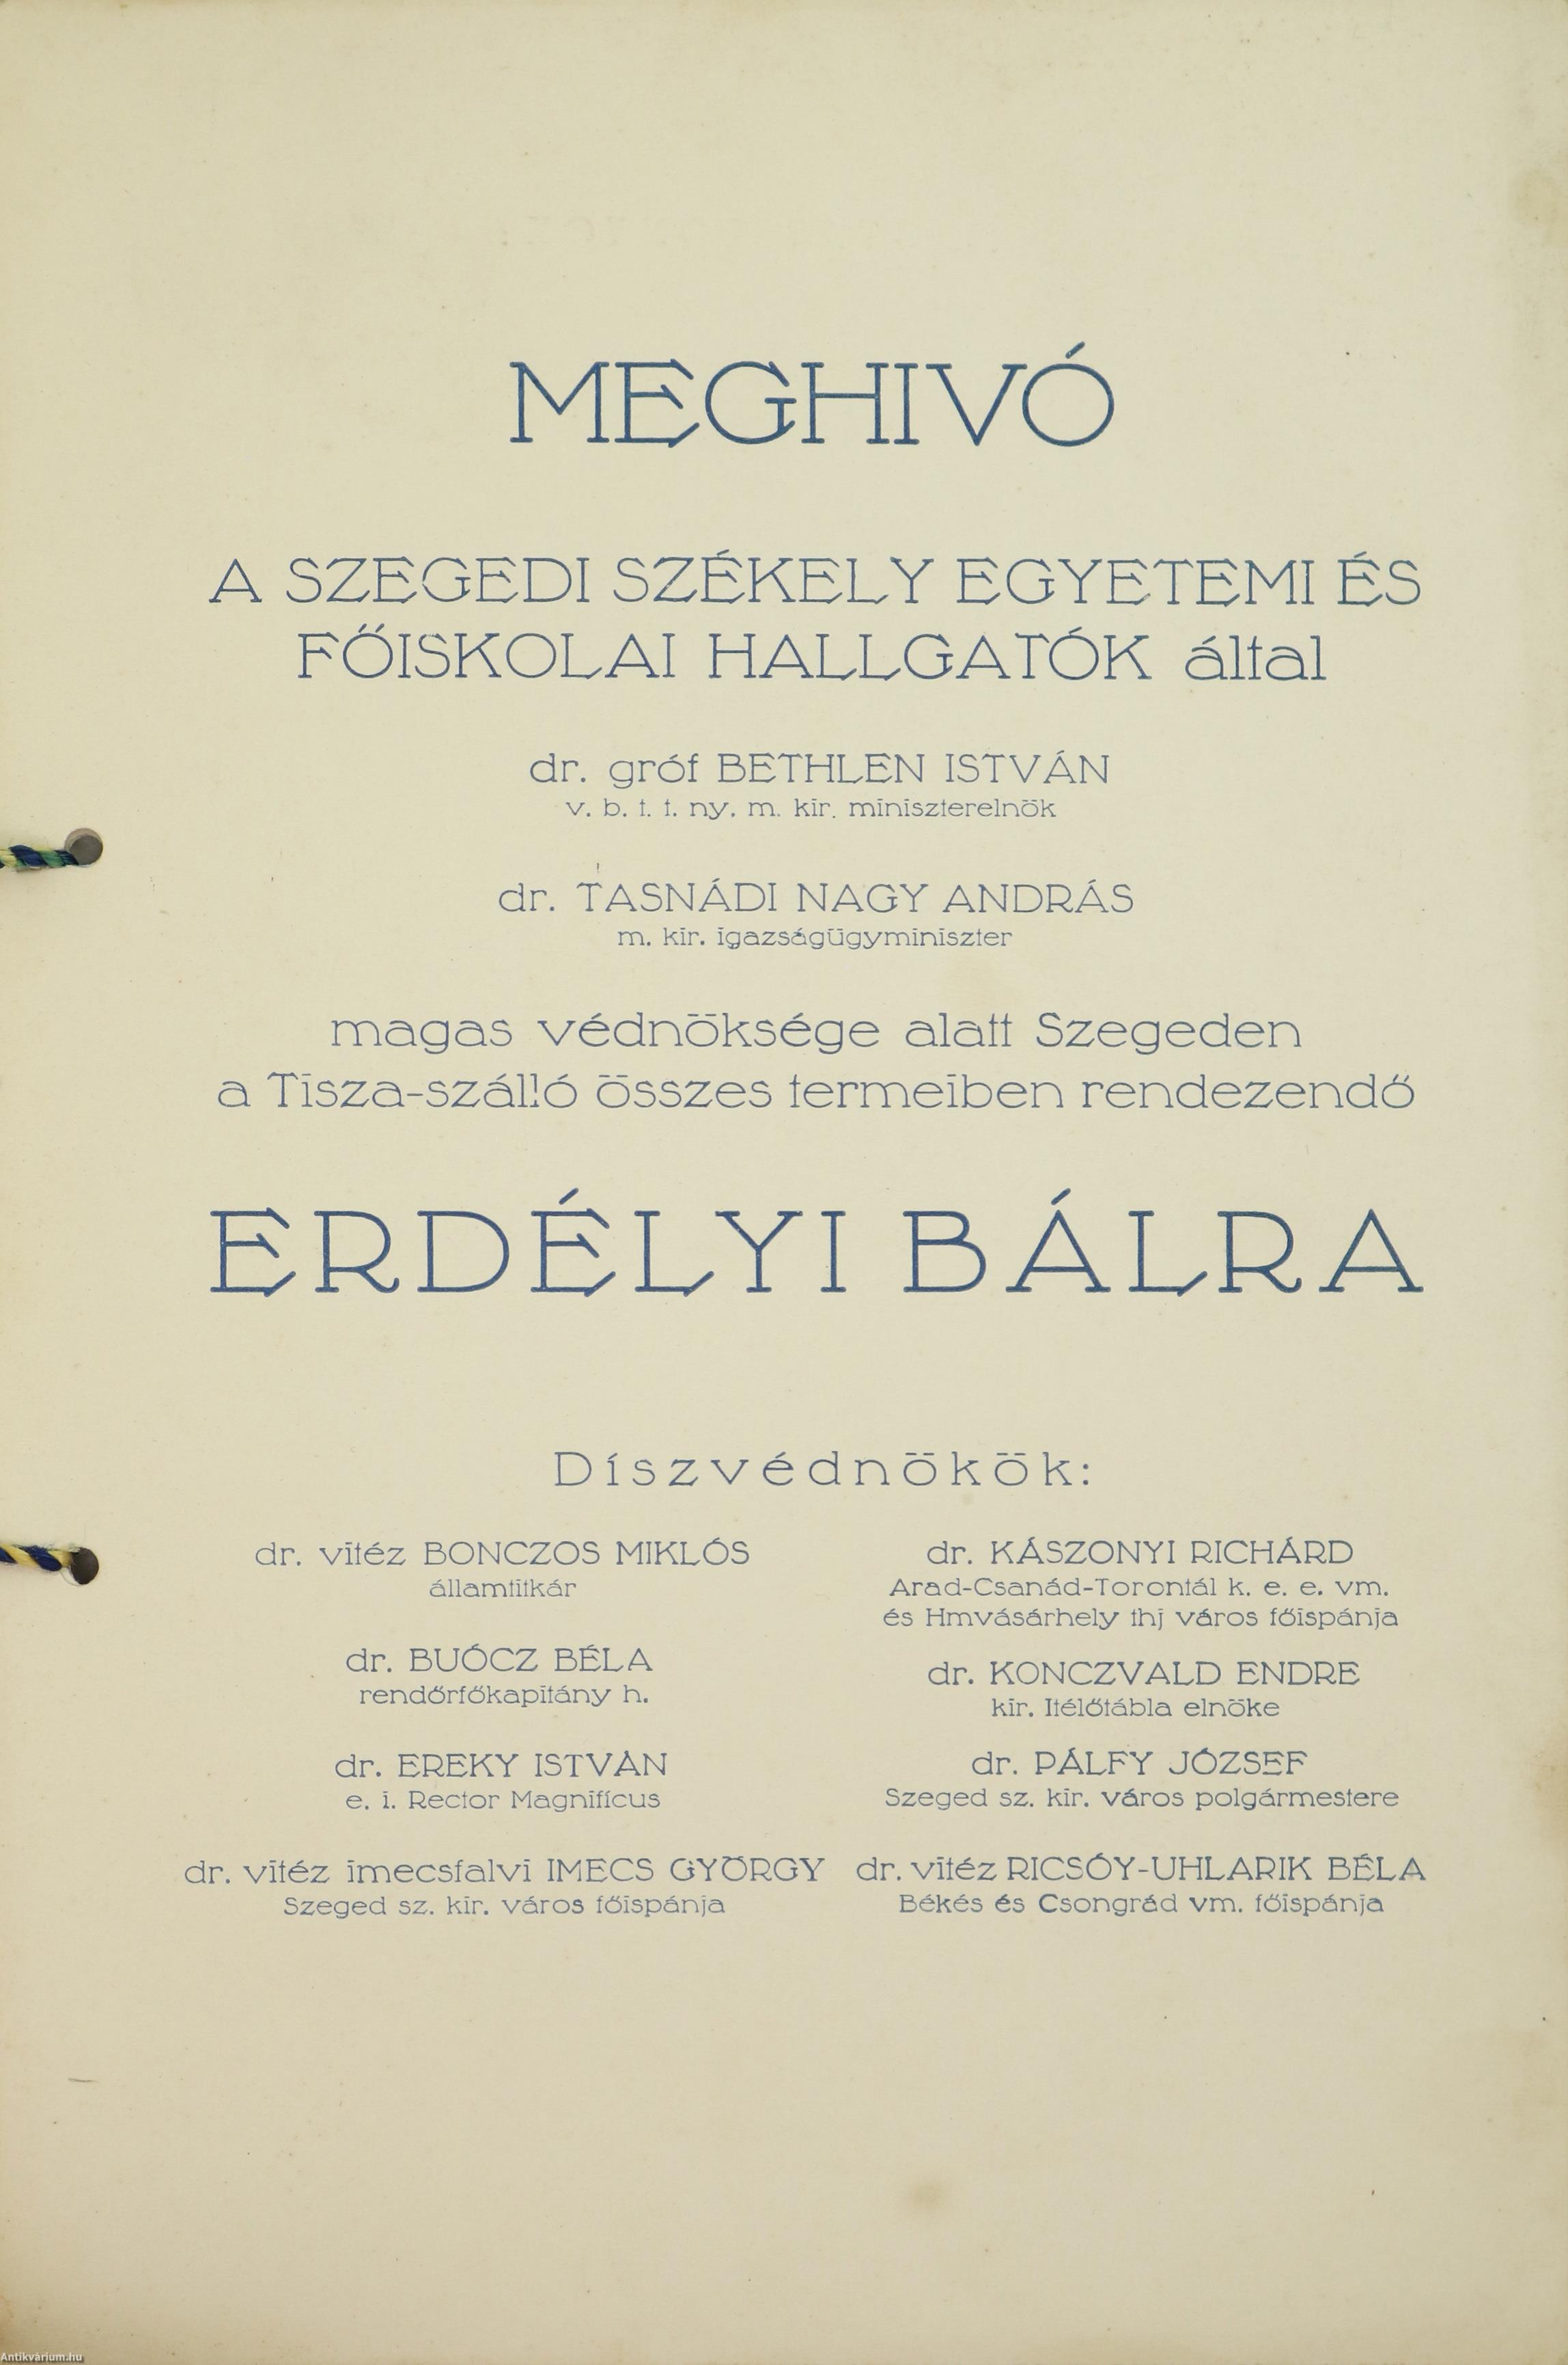 MEGHIVÓ
A SZEGEDI SZÉKELY EGYETEMI ÉS
FŐISKOLAI HALLGATÓK által
dr. gróf BETHLEN ISTVÁN
v. b. t. t. ny. m. kir. miniszterelnök
dr. TASNÁDI NAGY ANDRÁS
m. kir. igazságügyminiszter
magas védnöksége alatt Szegeden
a Tisza-szálló összes termeiben rendezendő
ERDÉLYI BÁLRA
Díszvédnökök:
dr. vitéz BONCZOS MIKLÓS
államtitkár
dr. BUÓCZ BÉLA
rendőrfőkapitány h.
dr. EREKY ISTVÁN
e. i. Rector Magnificus
dr. vitéz imecsfalvi IMECS GYÖRGY
Szeged sz. kir. város főispánja
dr. KÁSZONYI RICHÁRD
Arad-Csanád-Torontál k. e. e. vm.
és Hmvásárhely thj város főispánja
dr. KONCZVALD ENDRE
kir. Itélőtábla elnöke
dr. PÁLFY JÓZSEF
Szeged sz. kir. város polgármestere
dr. vitéz RICSÓY-UHLARIK BÉLA
Békés és Csongrád vm. főispánja
Antikvárium.hu